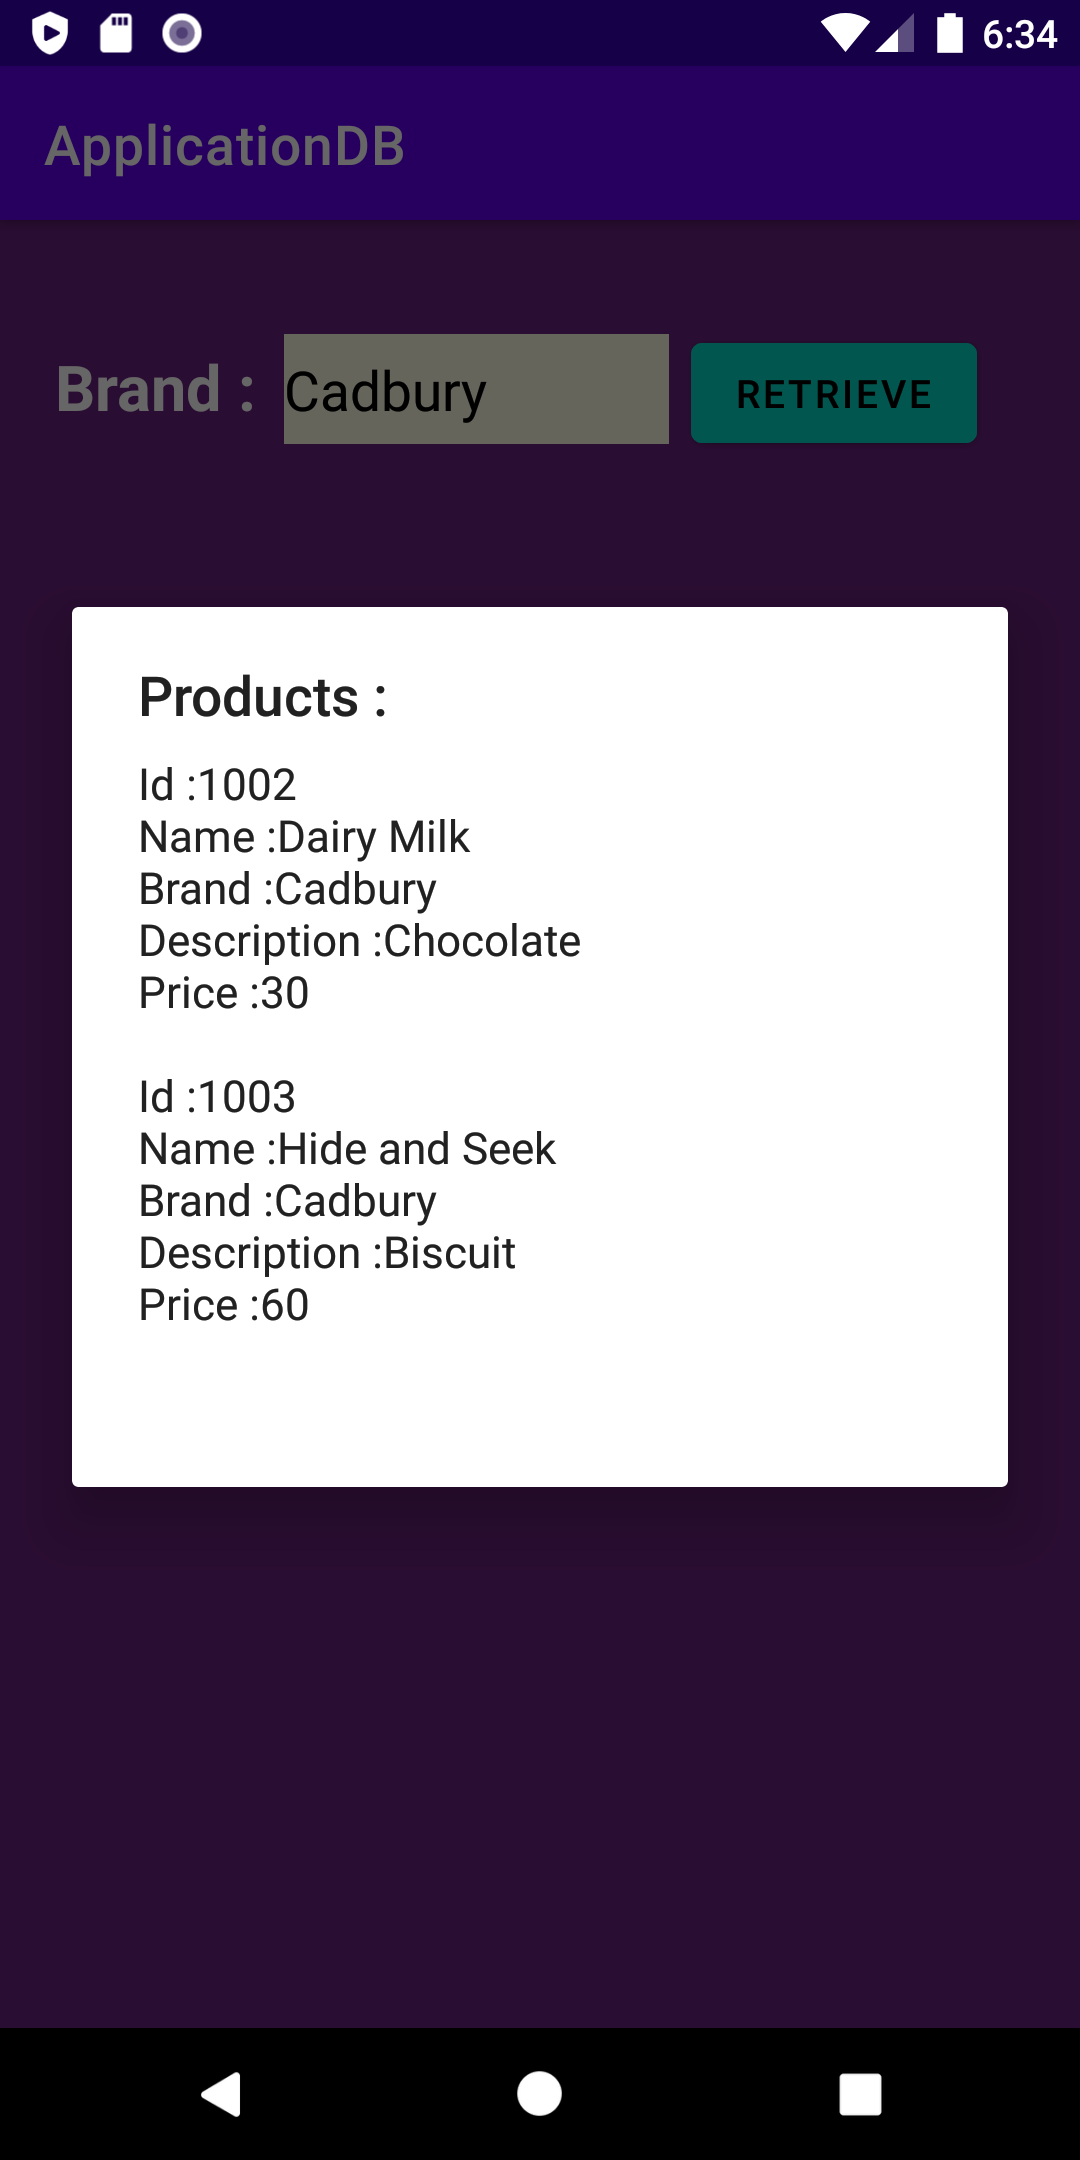 6:34
ApplicationDB
Brand : Cadbury RETRIEVE
Products :
Id :1002
Name :Dairy Milk
Brand :Cadbury
Description :Chocolate
Price :30
Id :1003
Name :Hide and Seek
Brand :Cadbury
Description :Biscuit
Price :60